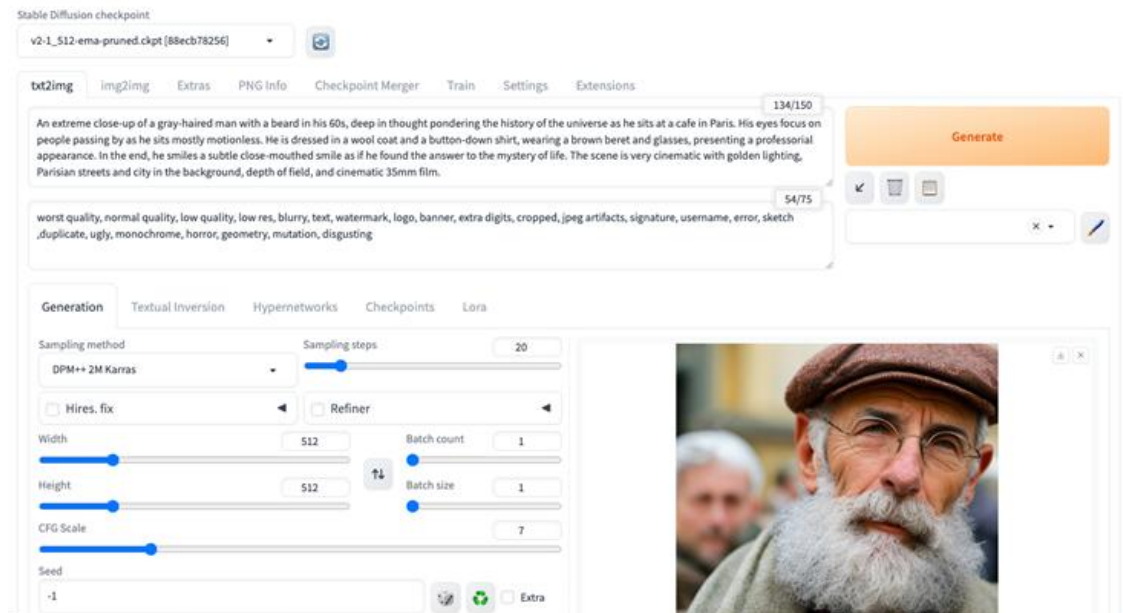 Stable Diffusion checkpoint
v2-1_512-ema-pruned.ckpt [88ecb78256]
txt2img img2img Extras PNG Info Checkpoint Merger Train Settings Extensions
134/150
An extreme close-up of a gray-haired man with a beard in his 60s, deep in thought pondering the history of the universe as he sits at a cafe in Paris. His eyes focus on
people passing by as he sits mostly motionless. He is dressed in a wool coat and a button-down shirt, wearing a brown beret and glasses, presenting a professorial
appearance. In the end, he smiles a subtle close-mouthed smile as if he found the answer to the mystery of life. The scene is very cinematic with golden lighting,
Parisian streets and city in the background, depth of field, and cinematic 35mm film.
Generate
54/75
worst quality, normal quality, low quality, low res, blurry, text, watermark, logo, banner, extra digits, cropped, jpeg artifacts, signature, username, error, sketch
,duplicate, ugly, monochrome, horror, geometry, mutation, disgusting
Generation Textual Inversion Hypernetworks Checkpoints Lora
Sampling method Sampling steps 20
DPM++ 2M Karras
Hires. fix Refiner
Width 512 Batch count 1
Height 512 Batch size 1
CFG Scale 7
Seed
-1 Extra